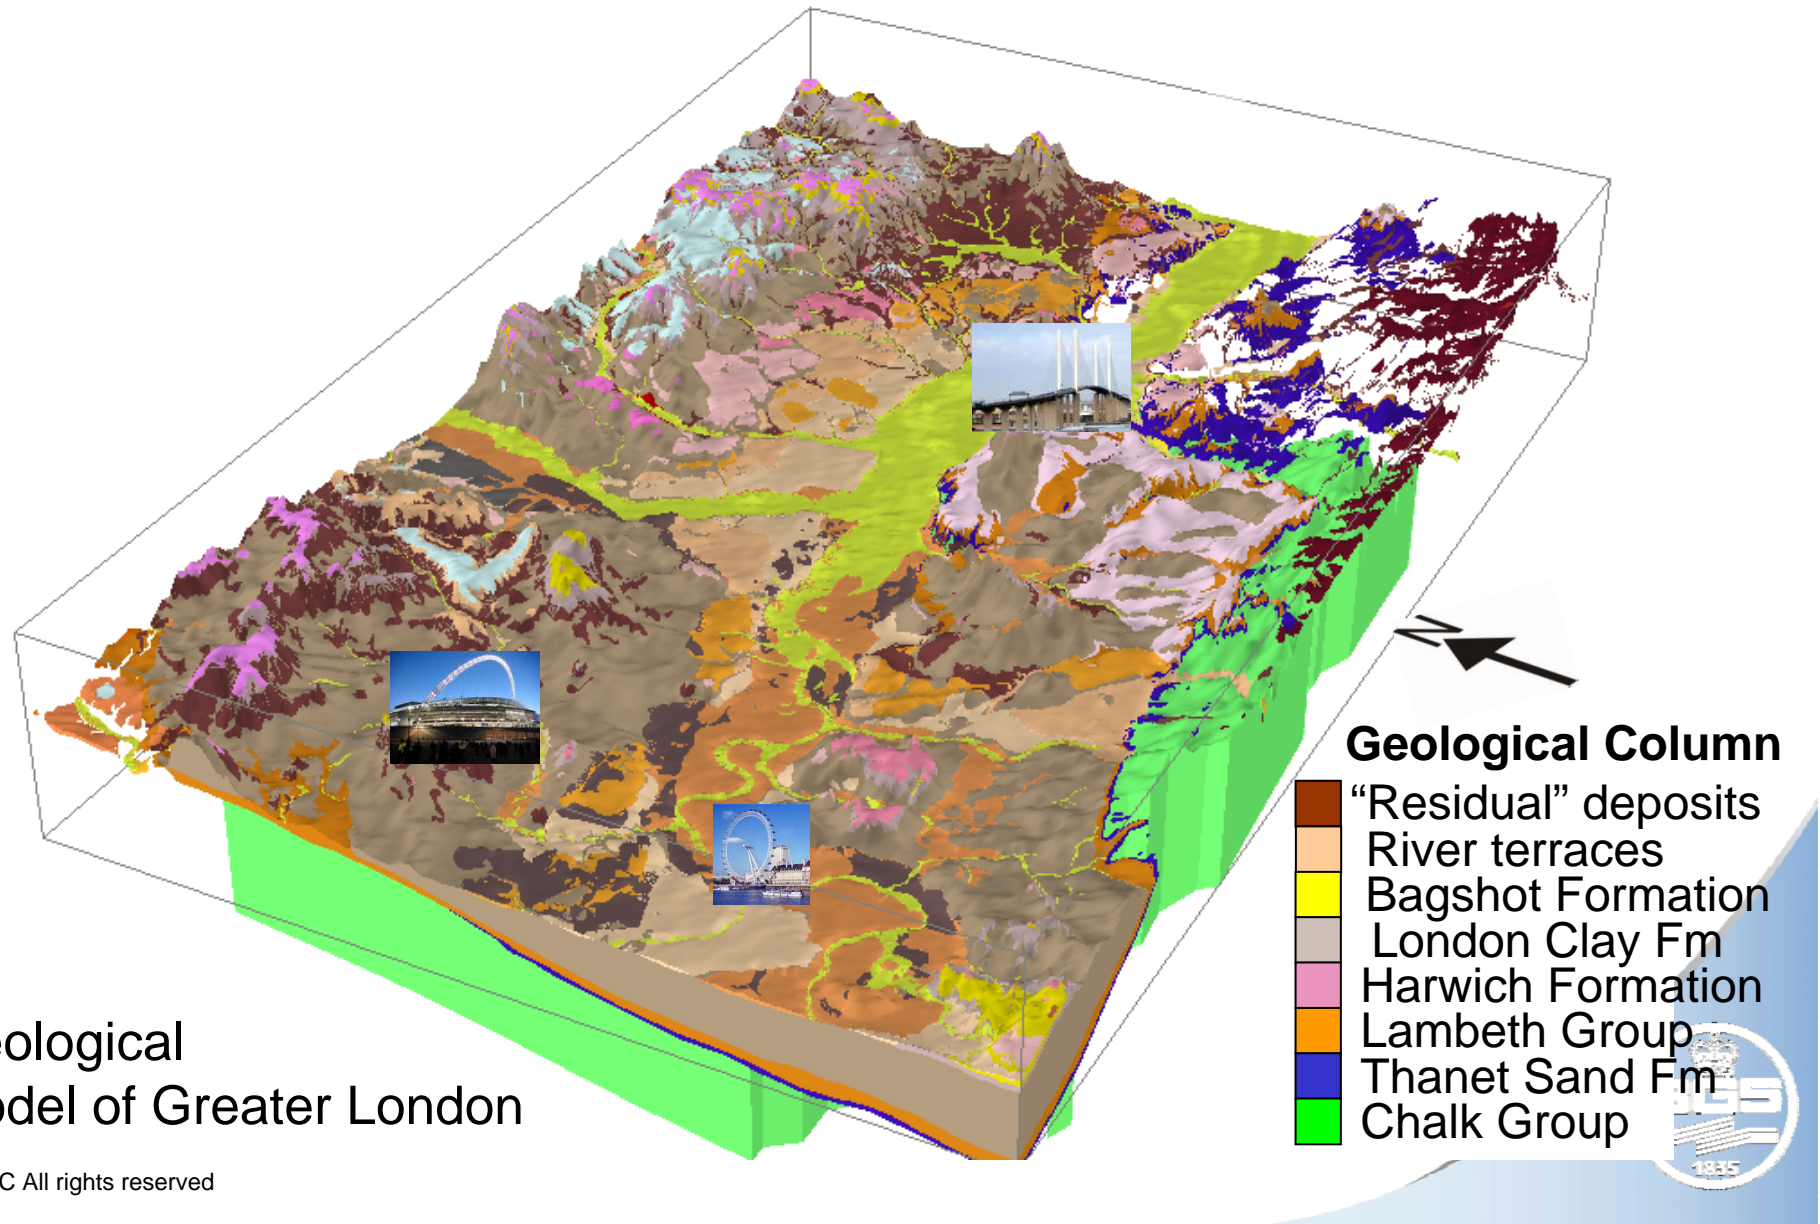 N
Geological Column
“Residual” deposits
River terraces
Bagshot Formation
London Clay Fm
Harwich Formation
Lambeth Group
Thanet Sand Fm
Chalk Group
eological
odel of Greater London
C All rights reserved
BGS
1835